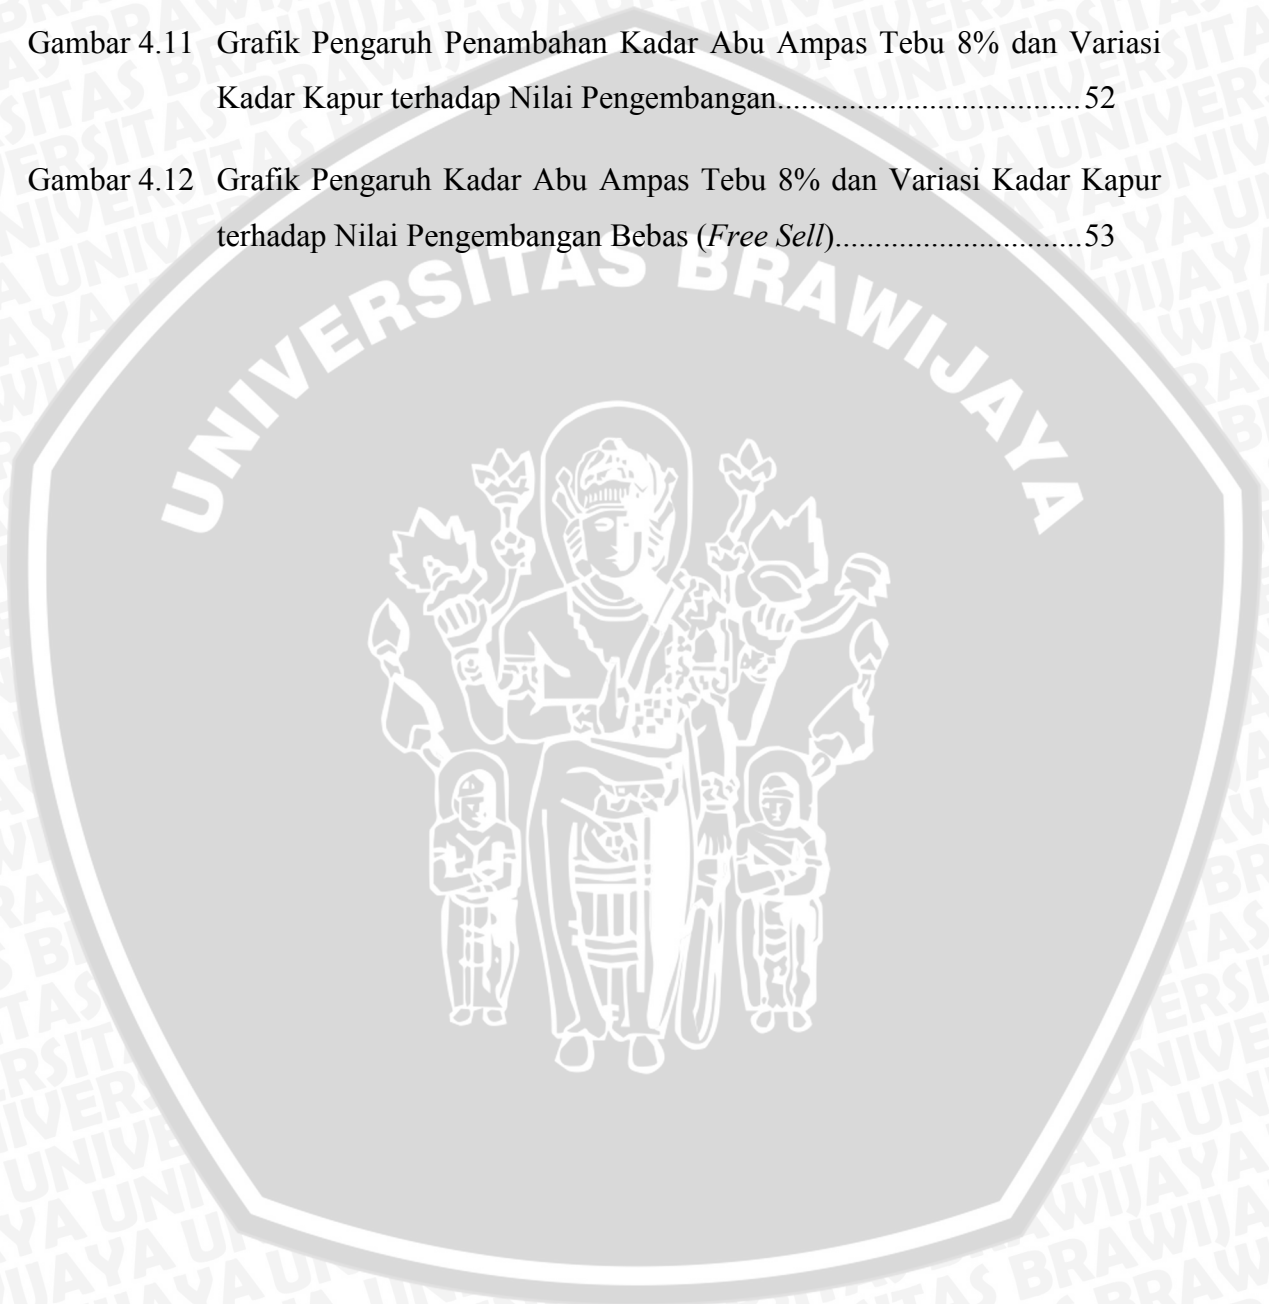 Gambar 4.11 Grafik Pengaruh Penambahan Kadar Abu Ampas Tebu 8% dan Variasi
Kadar Kapur terhadap Nilai Pengembangan......................................52
Gambar 4.12 Grafik Pengaruh Kadar Abu Ampas Tebu 8% dan Variasi Kadar Kapur
terhadap Nilai Pengembangan Bebas (Free Sell)...............................53
UNIVERSITAS BRAWIJAYA